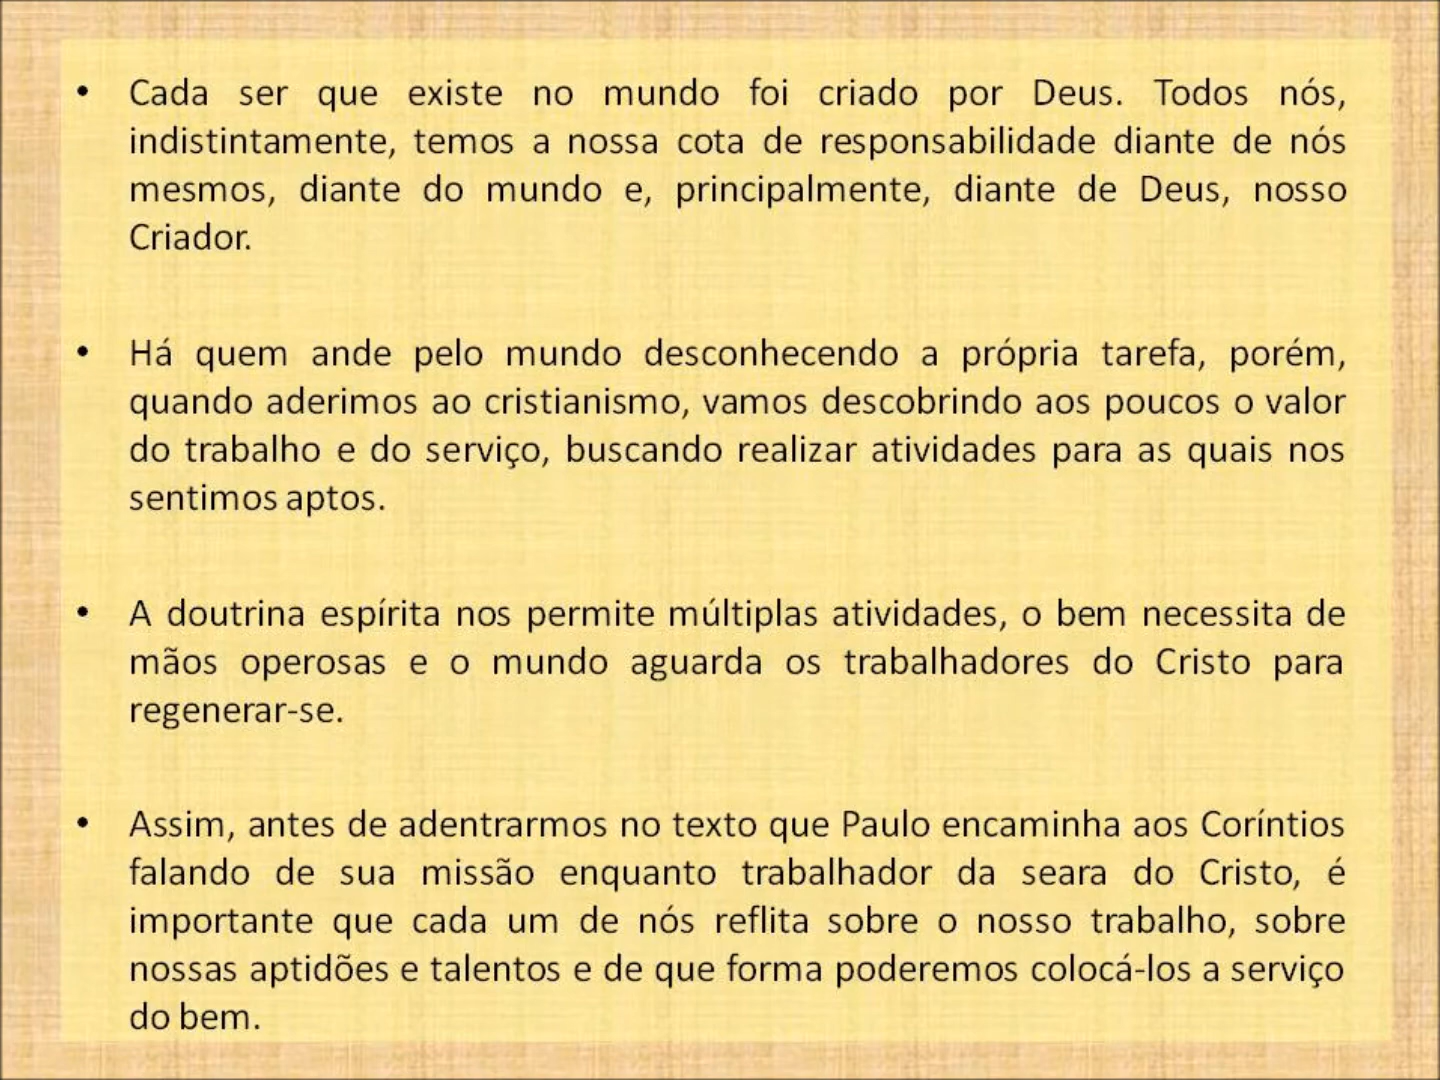 • Cada ser que existe no mundo foi criado por Deus. Todos nós,
indistintamente, temos a nossa cota de responsabilidade diante de nós
mesmos, diante do mundo e, principalmente, diante de Deus, nosso
Criador.
• Há quem ande pelo mundo desconhecendo a própria tarefa, porém,
quando aderimos ao cristianismo, vamos descobrindo aos poucos o valor
do trabalho e do serviço, buscando realizar atividades para as quais nos
sentimos aptos.
• A doutrina espírita nos permite múltiplas atividades, o bem necessita de
mãos operosas e o mundo aguarda os trabalhadores do Cristo para
regenerar-se.
• Assim, antes de adentrarmos no texto que Paulo encaminha aos Coríntios
falando de sua missão enquanto trabalhador da seara do Cristo, é
importante que cada um de nós reflita sobre o nosso trabalho, sobre
nossas aptidões e talentos e de que forma poderemos colocá-los a serviço
do bem.